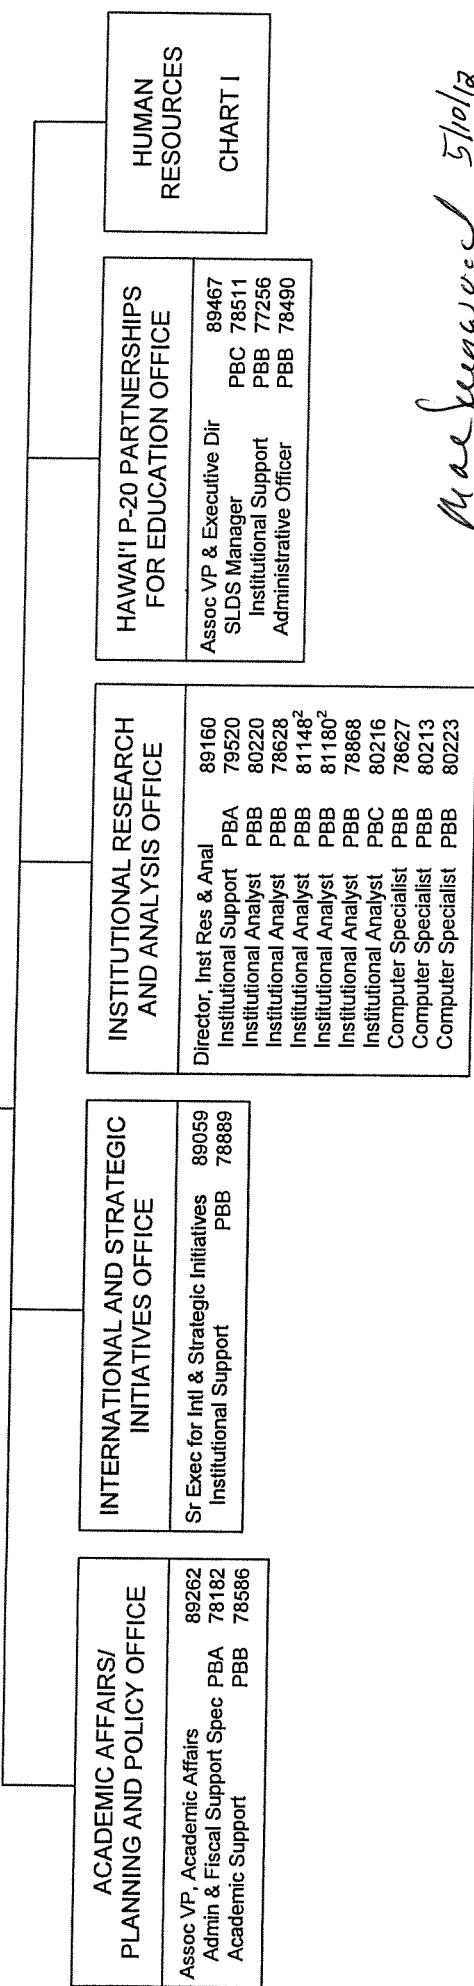 ACADEMIC AFFAIRS/
PLANNING AND POLICY OFFICE
Assoc VP, Academic Affairs 89262
Admin & Fiscal Support Spec PBA 78182
Academic Support PBB 78586
INTERNATIONAL AND STRATEGIC
INITIATIVES OFFICE
Sr Exec for Intl & Strategic Initiatives 89059
Institutional Support PBB 78889
INSTITUTIONAL RESEARCH
AND ANALYSIS OFFICE
Director, Inst Res & Anal 89160
Institutional Support PBA 79520
Institutional Analyst PBB 80220
Institutional Analyst PBB 78628
Institutional Analyst PBB 81148²
Institutional Analyst PBB 81180²
Institutional Analyst PBB 78868
Institutional Analyst PBC 80216
Computer Specialist PBB 78627
Computer Specialist PBB 80213
Computer Specialist PBB 80223
HAWAI'I P-20 PARTNERSHIPS
FOR EDUCATION OFFICE
Assoc VP & Executive Dir 89467
SLDS Manager PBC 78511
Institutional Support PBB 77256
Administrative Officer PBB 78490
HUMAN
RESOURCES
CHART I
Mae 5/10/12